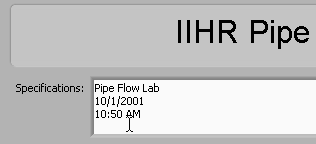 IIHR Pipe
Specifications:
Pipe Flow Lab
10/1/2001
10:50 AM